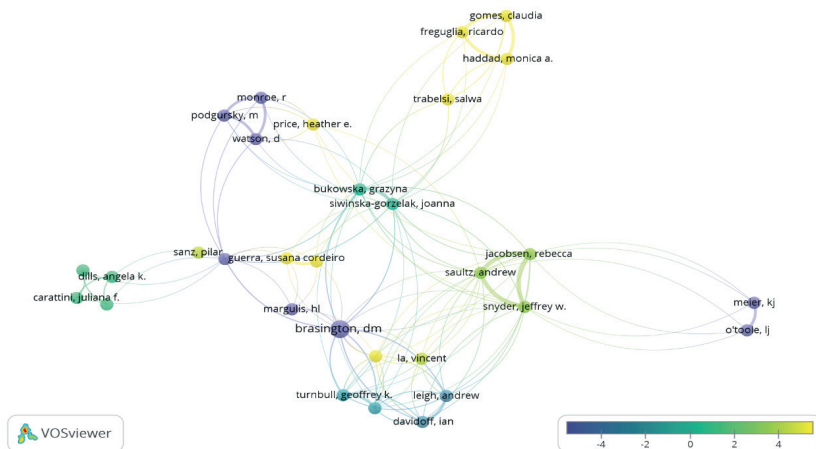 gomes, claudia
freguglia, ricardo
haddad, monica a.
monroe, r
trabelsi, salwa
podgursky, m
price, heather e.
watson, d
bukowska, grazyna
siwinska-gorzelak, joanna
sanz, pilar
guerra, susana cordeiro
jacobsen, rebecca
dills, angela k.
saultz, andrew
carattini, juliana f.
margulis, hl
snyder, jeffrey w.
meier, kj
brasington, dm
o'toole, lj
la, vincent
turnbull, geoffrey k.
leigh, andrew
davidoff, ian
VOSviewer
-4 -2 0 2 4